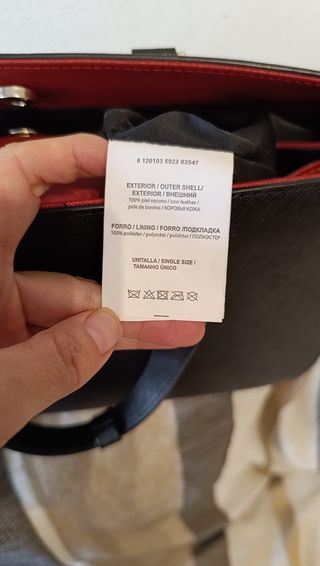 6 120103 5922 03547
EXTERIOR / OUTER SHELL /
EXTERIOR / ВНЕШНИЙ
100% piel vacuno / cow leather /
pele de bovino / КОРОВЬЯ КОЖА
FORRO / LINING / FORRO /ПОДКЛАДКА
100% poliéster / polyester / poliéster /ПОЛИЭСТЕР
UNITALLA / SINGLE SIZE /
TAMANHO ÚNICO